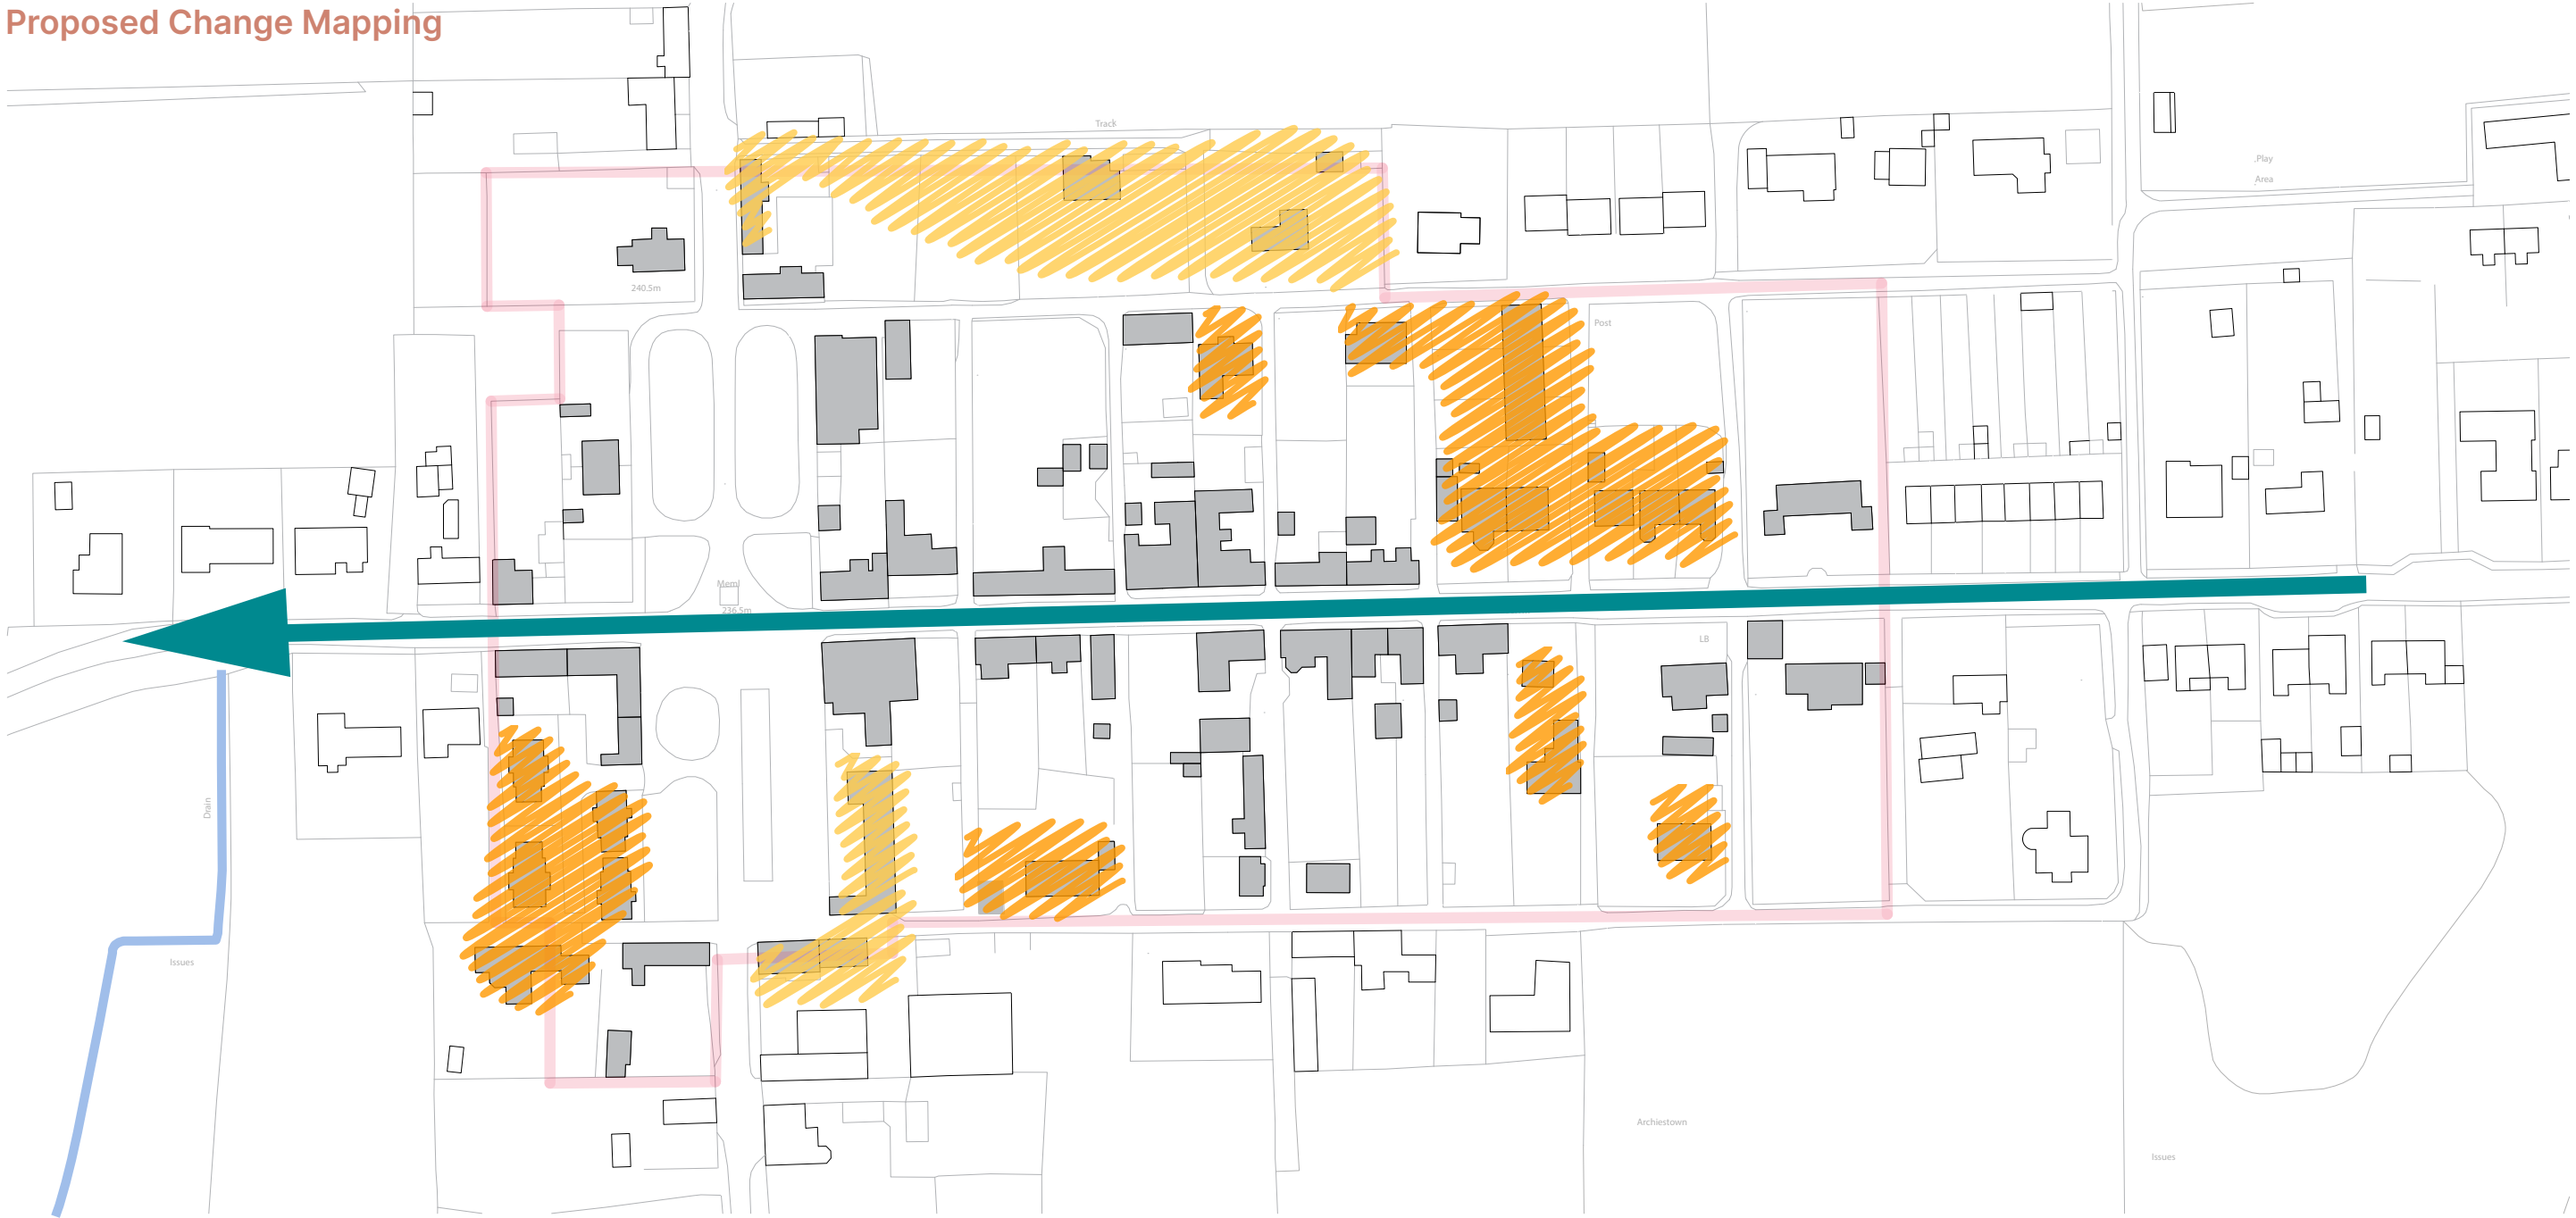 Proposed Change Mapping
Track
Play
Area
240.5m
Post
Meml
236.5m
LB
Drain
Issues
Archiestown
Issues